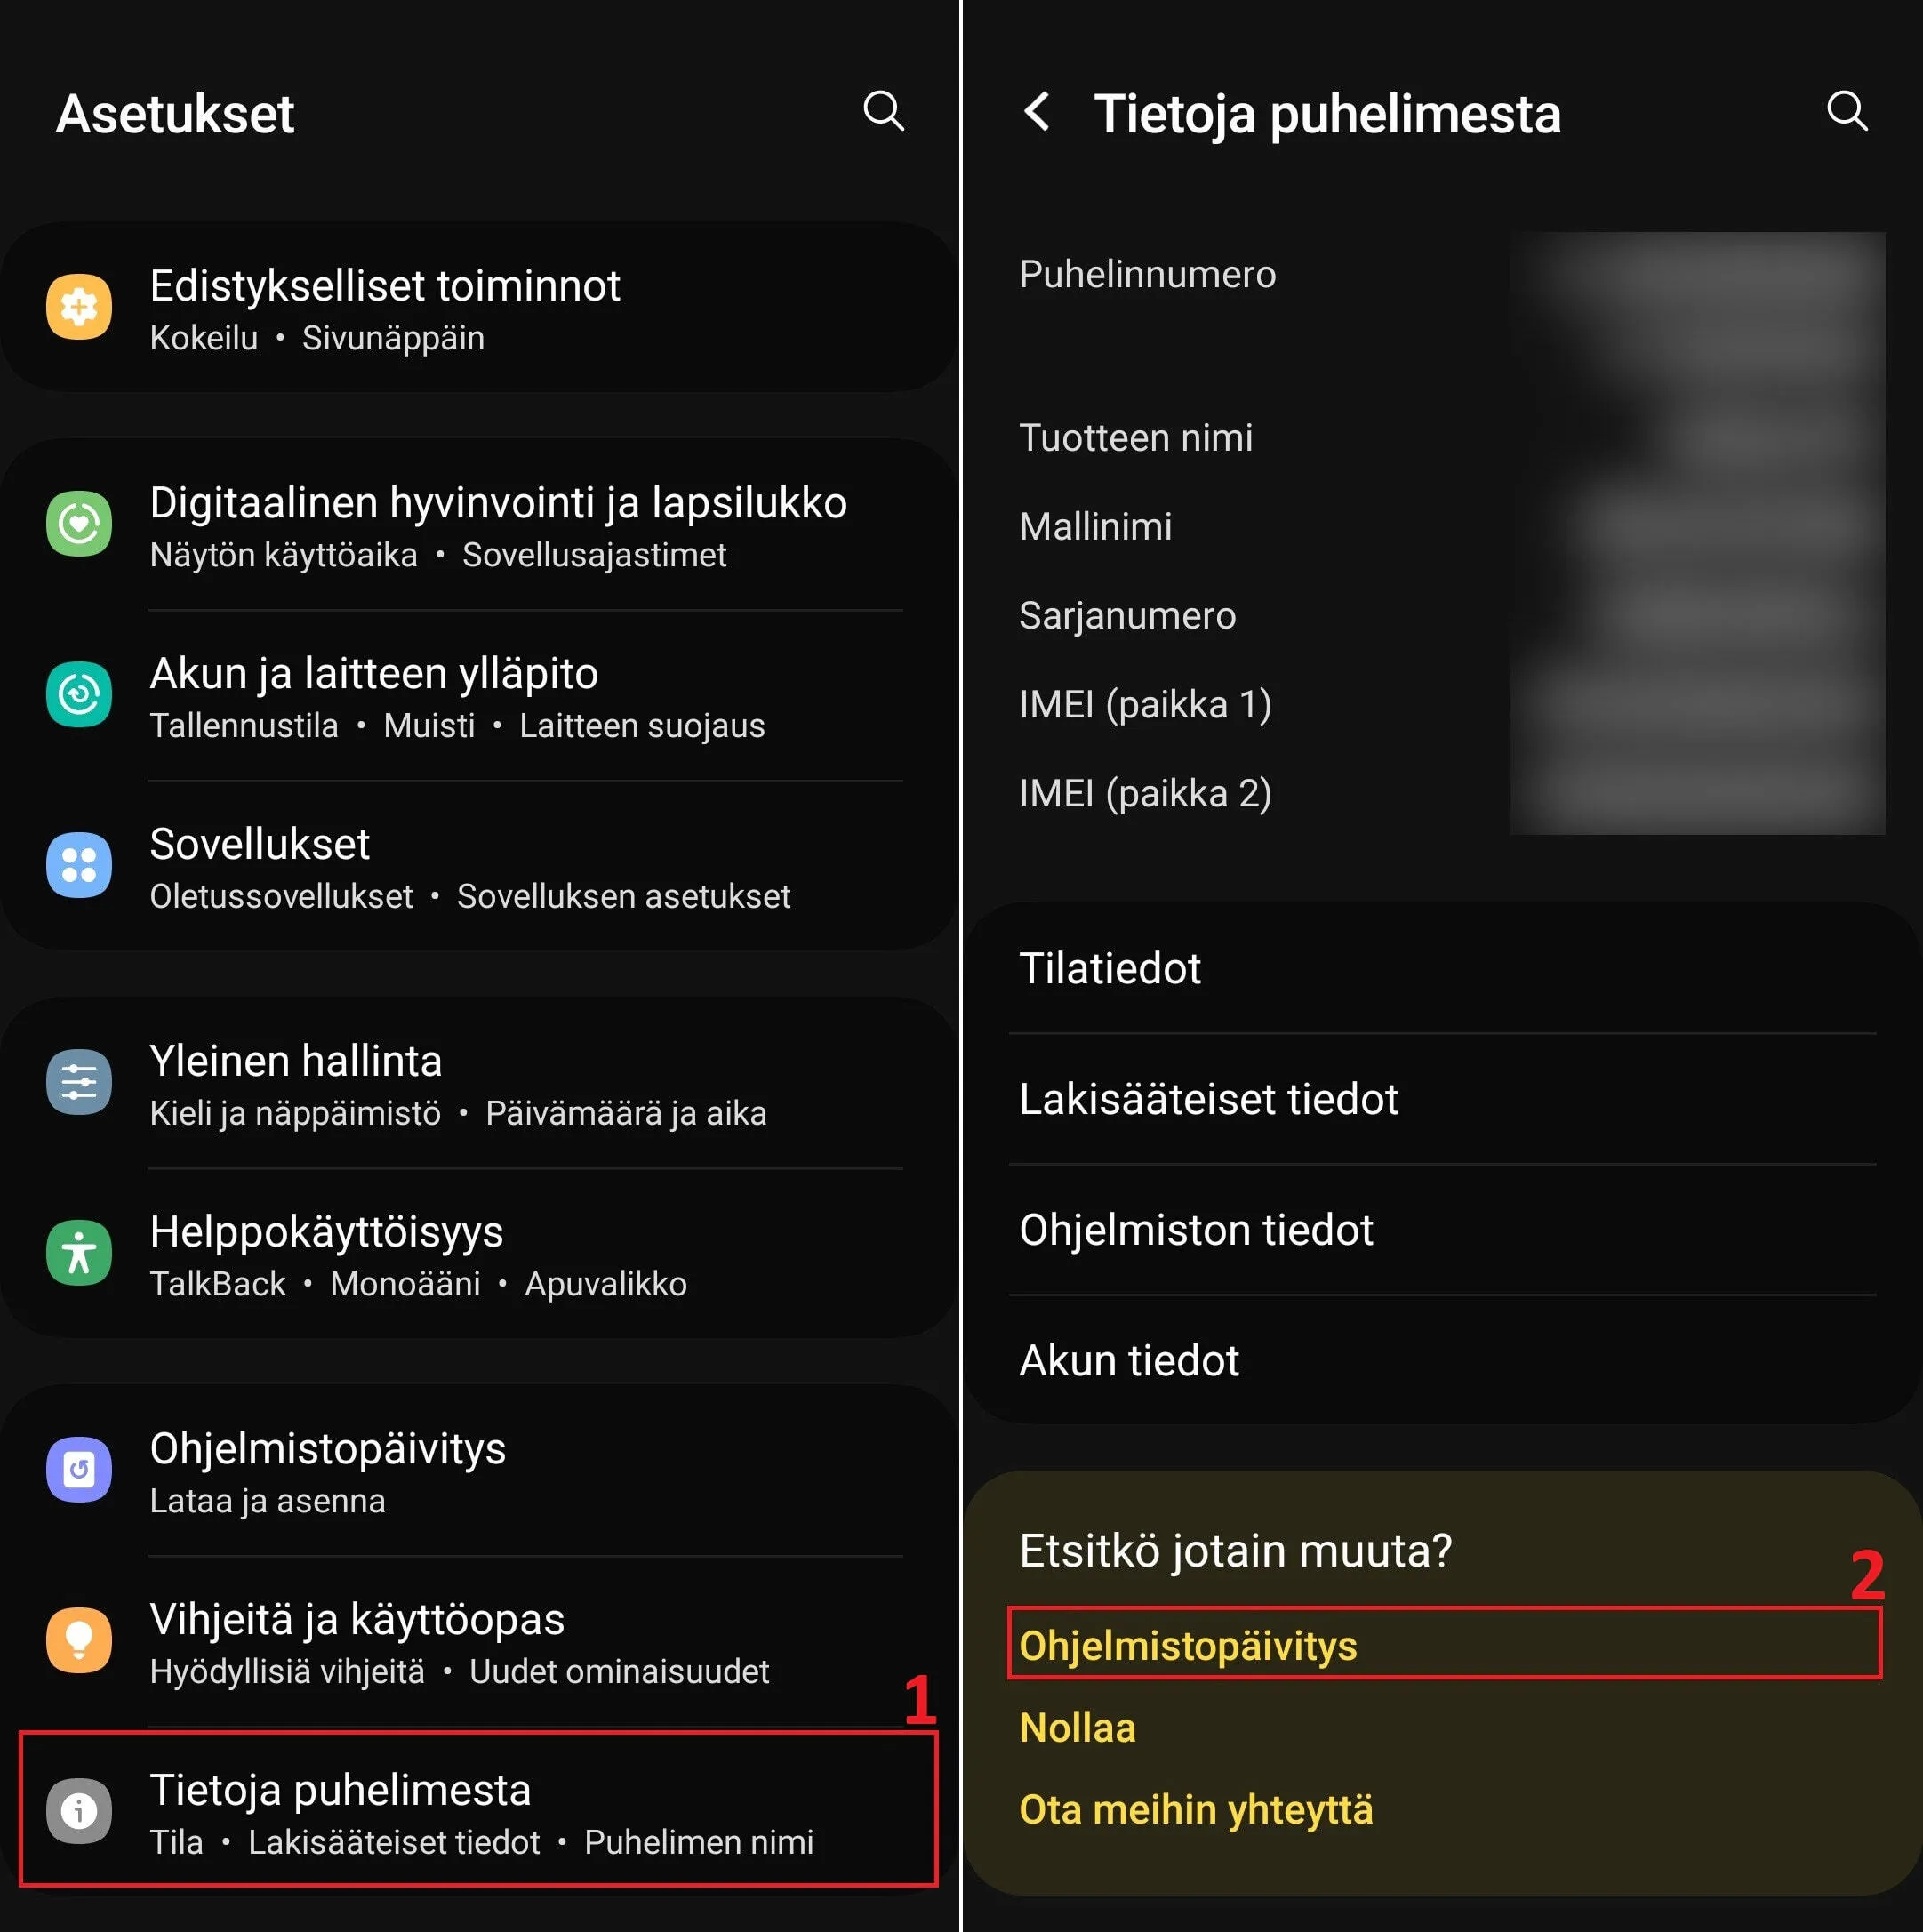 Asetukset
Edistykselliset toiminnot
Kokeilu • Sivunäppäin
Digitaalinen hyvinvointi ja lapsilukko
Näytön käyttöaika • Sovellusajastimet
Akun ja laitteen ylläpito
Tallennustila • Muisti • Laitteen suojaus
Sovellukset
Oletussovellukset • Sovelluksen asetukset
Yleinen hallinta
Kieli ja näppäimistö • Päivämäärä ja aika
Helppokäyttöisyys
TalkBack • Monoääni • Apuvalikko
Ohjelmistopäivitys
Lataa ja asenna
Vihjeitä ja käyttöopas
Hyödyllisiä vihjeitä • Uudet ominaisuudet
1
Tietoja puhelimesta
Tila • Lakisääteiset tiedot • Puhelimen nimi
Tietoja puhelimesta
Puhelinnumero
Tuotteen nimi
Mallinimi
Sarjanumero
IMEI (paikka 1)
IMEI (paikka 2)
Tilatiedot
Lakisääteiset tiedot
Ohjelmiston tiedot
Akun tiedot
Etsitkö jotain muuta?
2
Ohjelmistopäivitys
Nollaa
Ota meihin yhteyttä